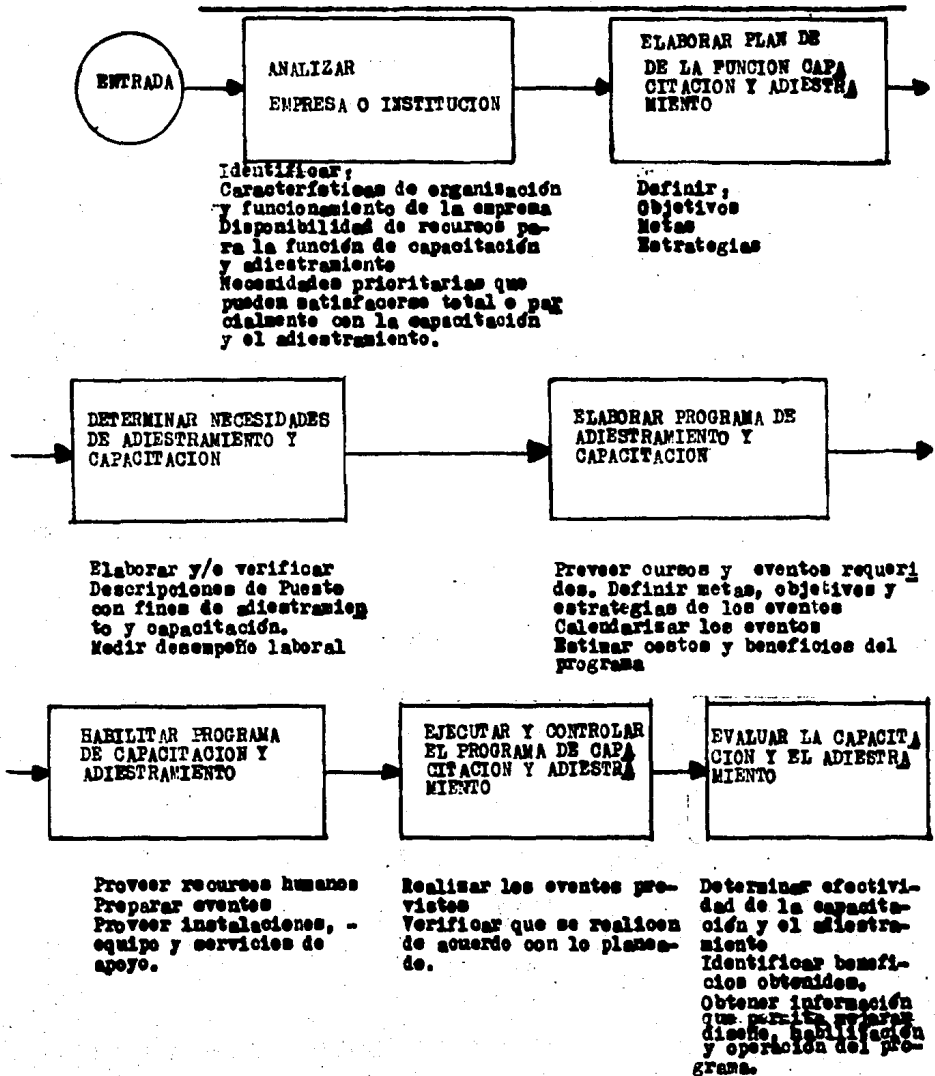 ENTRADA
ANALIZAR
EMPRESA O INSTITUCION
ELABORAR PLAN DE
DE LA FUNCION CAPA
CITACION Y ADIESTRA
MIENTO
Identificar;
Características de organisación
y funcionamiento de la empresa
Disponibilidad de recursos pa-
ra la función de capacitación
y adiestramiento
Necesidades prioritarias que
pueden satisfacerse total o par
cialmente con la capacitación
y el adiestramiento.
Definir;
Objetivos
Metas
Estrategias
DETERMINAR NECESIDADES
DE ADIESTRAMIENTO Y
CAPACITACION
ELABORAR PROGRAMA DE
ADIESTRAMIENTO Y
CAPACITACION
Elaborar y/o verificar
Descripciones de Puesto
con fines de adiestramien
to y capacitación.
Medir desempeño laboral
Preveer cursos y eventos requeri
dos. Definir metas, objetivos y
estrategias de los eventos
Calendarisar los eventos
Estimar costos y beneficios del
programa
HABILITAR PROGRAMA
DE CAPACITACION Y
ADIESTRAMIENTO
EJECUTAR Y CONTROLAR
EL PROGRAMA DE CAPA
CITACION Y ADIESTRA
MIENTO
EVALUAR LA CAPACITA
CION Y EL ADIESTRA
MIENTO
Proveer recursos humanos
Preparar eventos
Proveer instalaciones, -
equipo y servicios de
apoyo.
Realisar los eventos pre-
vistos
Verificar que se realicen
de acuerdo con lo planea-
do.
Determinar efectivi-
dad de la capacita-
ción y el adiestra-
miento
Identificar benefi-
cios obtenidos.
Obtener información
que permita mejorar
diseño, habilitación
y operación del pro-
grama.